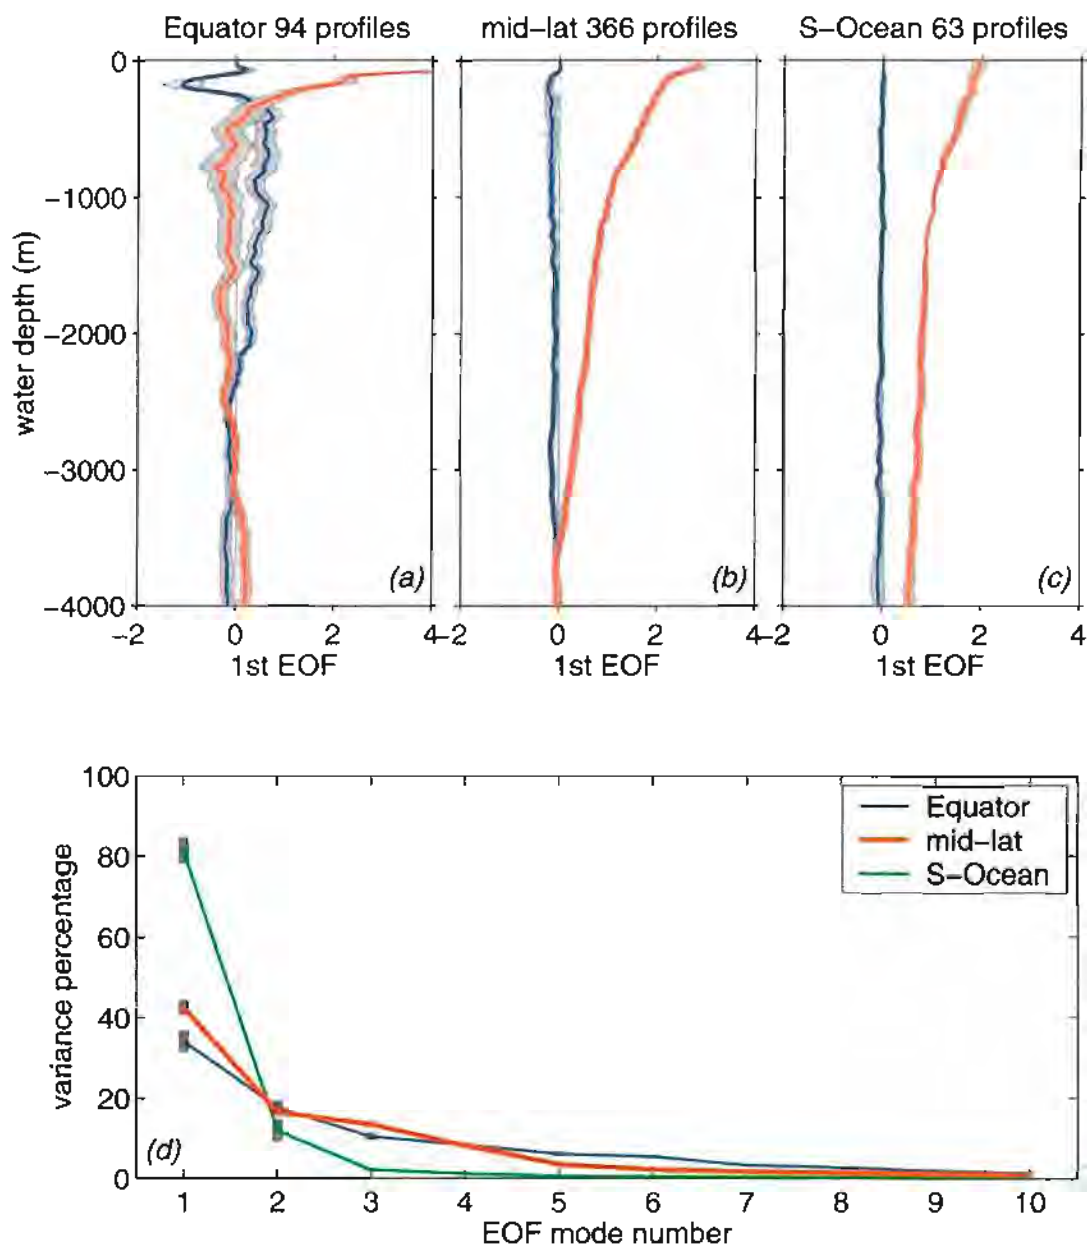 Equator 94 profiles
mid−lat 366 profiles
S−Ocean 63 profiles
0
−1000
−2000
−3000
−4000
water depth (m)
(a)
(b)
(c)
−2 0 2 4
−2 0 2 4
−2 0 2 4
1st EOF
1st EOF
1st EOF
100
80
60
40
20
0
variance percentage
Equator
mid−lat
S−Ocean
(d)
1 2 3 4 5 6 7 8 9 10
EOF mode number